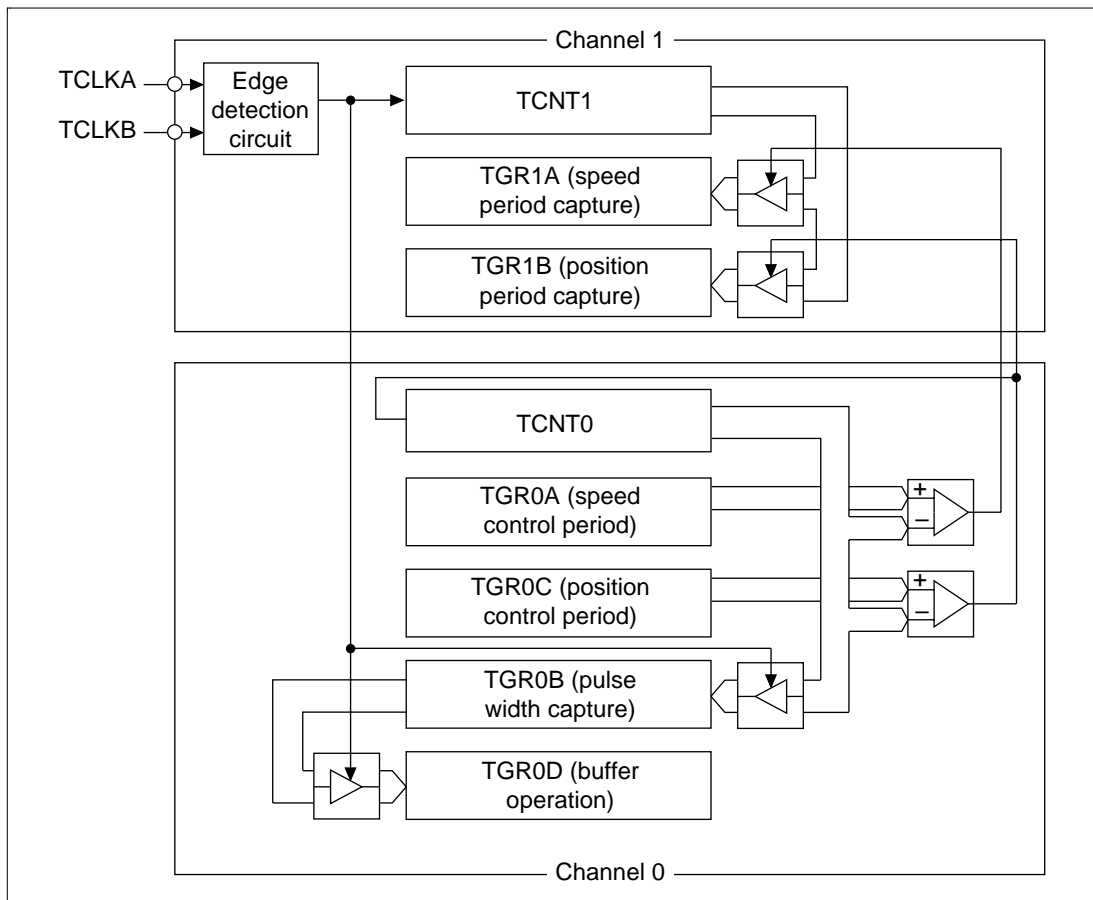 Channel 1
TCLKA
TCLKB
Edge
detection
circuit
TCNT1
TGR1A (speed
period capture)
TGR1B (position
period capture)
TCNT0
TGR0A (speed
control period)
+
−
TGR0C (position
control period)
+
−
TGR0B (pulse
width capture)
TGR0D (buffer
operation)
Channel 0